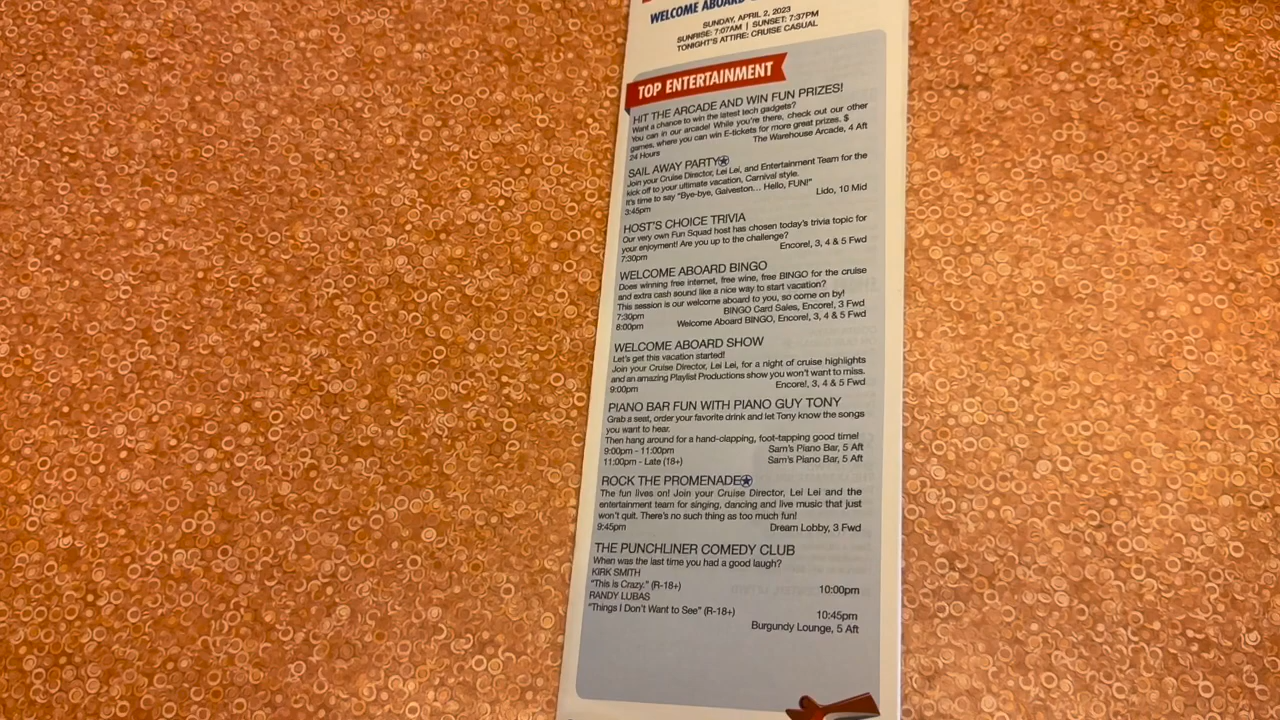 WELCOME ABOARD
SUNDAY, APRIL 2, 2023
SUNRISE: 7:07AM | SUNSET: 7:37PM
TONIGHT'S ATTIRE: CRUISE CASUAL
TOP ENTERTAINMENT
HIT THE ARCADE AND WIN FUN PRIZES!
Want a chance to win the latest tech gadgets?
You can in our arcade! While you're there, check out our other
games, where you can win E-tickets for more great prizes. $
24 Hours The Warehouse Arcade, 4 Aft
SAIL AWAY PARTY
Join your Cruise Director, Lei Lei, and Entertainment Team for the
kick off to your ultimate vacation, Carnival style.
It's time to say "Bye-bye, Galveston... Hello, FUN!"
3:45pm Lido, 10 Mid
HOST'S CHOICE TRIVIA
Our very own Fun Squad host has chosen today's trivia topic for
your enjoyment! Are you up to the challenge?
7:30pm Encore!, 3, 4 & 5 Fwd
WELCOME ABOARD BINGO
Does winning free internet, free wine, free BINGO for the cruise
and extra cash sound like a nice way to start vacation?
This session is our welcome aboard to you, so come on by!
7:30pm BINGO Card Sales, Encore!, 3 Fwd
8:00pm Welcome Aboard BINGO, Encore!, 3, 4 & 5 Fwd
WELCOME ABOARD SHOW
Let's get this vacation started!
Join your Cruise Director, Lei Lei, for a night of cruise highlights
and an amazing Playlist Productions show you won't want to miss.
9:00pm Encore!, 3, 4 & 5 Fwd
PIANO BAR FUN WITH PIANO GUY TONY
Grab a seat, order your favorite drink and let Tony know the songs
you want to hear.
Then hang around for a hand-clapping, foot-tapping good time!
9:00pm - 11:00pm Sam's Piano Bar, 5 Aft
11:00pm - Late (18+) Sam's Piano Bar, 5 Aft
ROCK THE PROMENADE
The fun lives on! Join your Cruise Director, Lei Lei and the
entertainment team for singing, dancing and live music that just
won't quit. There's no such thing as too much fun!
9:45pm Dream Lobby, 3 Fwd
THE PUNCHLINER COMEDY CLUB
When was the last time you had a good laugh?
KIRK SMITH
"This is Crazy." (R-18+) 10:00pm
RANDY LUBAS
"Things I Don't Want to See" (R-18+) 10:45pm
Burgundy Lounge, 5 Aft